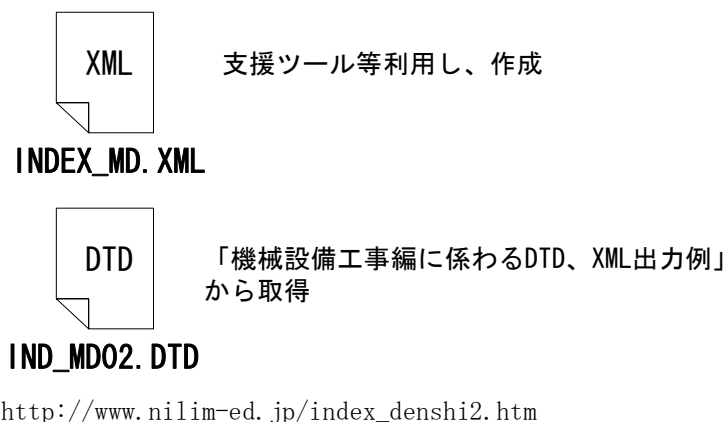 XML
支援ツール等利用し、作成
INDEX_MD.XML
DTD
「機械設備工事編に係わるDTD、XML出力例」
から取得
IND_MD02.DTD
http://www.nilim-ed.jp/index_denshi2.htm